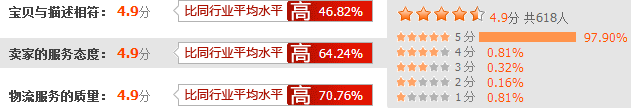 宝贝与描述相符： 4.9分 比同行业平均水平 高 46.82%
卖家的服务态度： 4.9分 比同行业平均水平 高 64.24%
物流服务的质量： 4.9分 比同行业平均水平 高 70.76%
4.9分 共618人
5分 97.90%
4分 0.81%
3分 0.32%
2分 0.16%
1分 0.81%